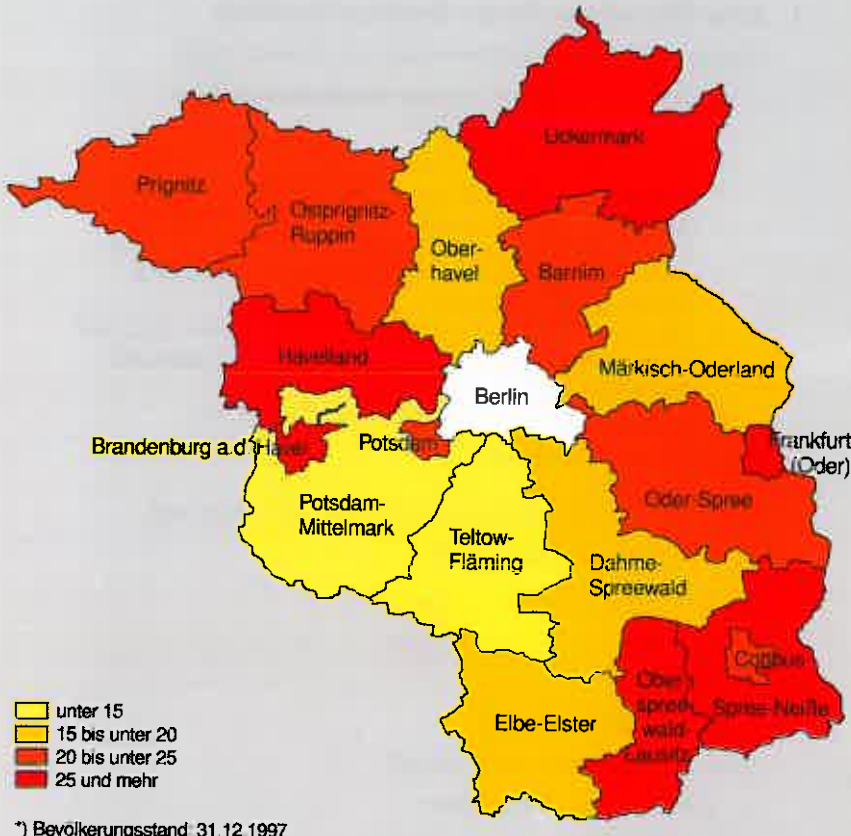 Uckermark
Prignitz
Ostprignitz-
Ruppin
Ober-
havel
Barnim
Havelland
Märkisch-Oderland
Berlin
Brandenburg a.d. Havel
Potsdam
Frankfurt
(Oder)
Oder-Spree
Potsdam-
Mittelmark
Teltow-
Fläming
Dahme-
Spreewald
Cottbus
Ober-
spree-
wald-
Lausitz
Spree-Neiße
Elbe-Elster
unter 15
15 bis unter 20
20 bis unter 25
25 und mehr
*) Bevölkerungsstand 31.12.1997